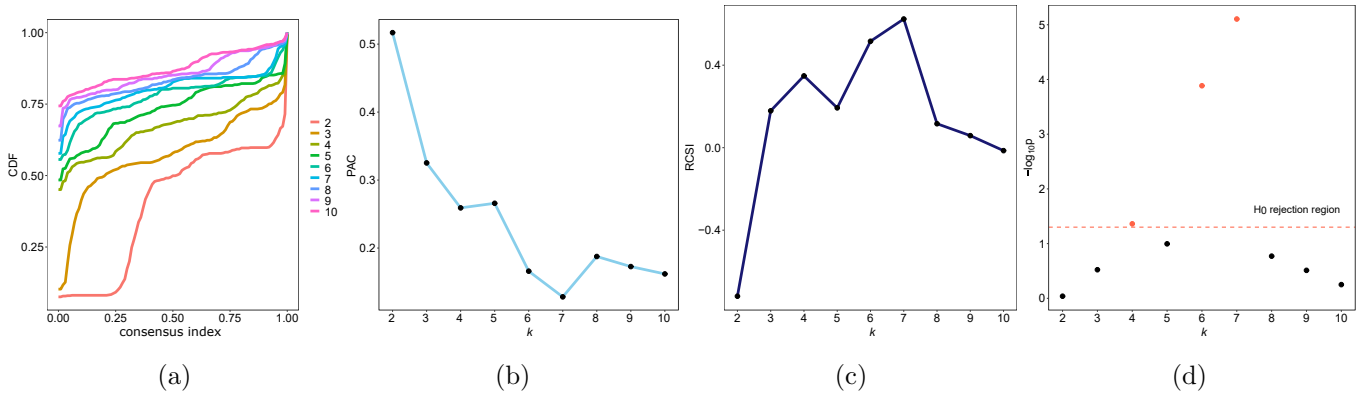 1.00
0.75
0.50
0.25
CDF
0.00 0.25 0.50 0.75 1.00
consensus index
2
3
4
5
6
7
8
9
10
(a)
0.5
0.4
0.3
0.2
PAC
2 3 4 5 6 7 8 9 10
k
(b)
0.4
0.0
−0.4
RCSI
2 3 4 5 6 7 8 9 10
k
(c)
5
4
3
2
1
0
−log10p
H0 rejection region
2 3 4 5 6 7 8 9 10
k
(d)